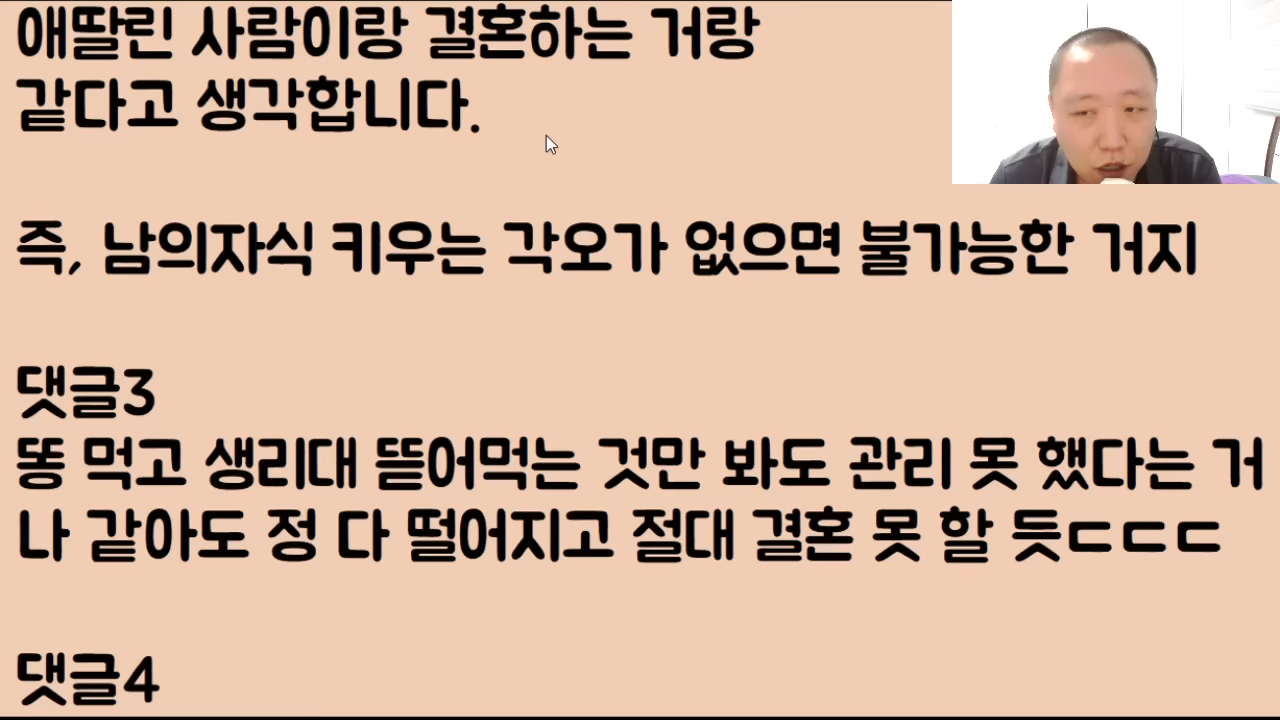 애딸린 사람이랑 결혼하는 거랑
같다고 생각합니다.
즉, 남의자식 키우는 각오가 없으면 불가능한 거지
댓글3
똥 먹고 생리대 뜯어먹는 것만 봐도 관리 못 했다는 거
나 같아도 정 다 떨어지고 절대 결혼 못 할 듯ㄷㄷㄷ
댓글4